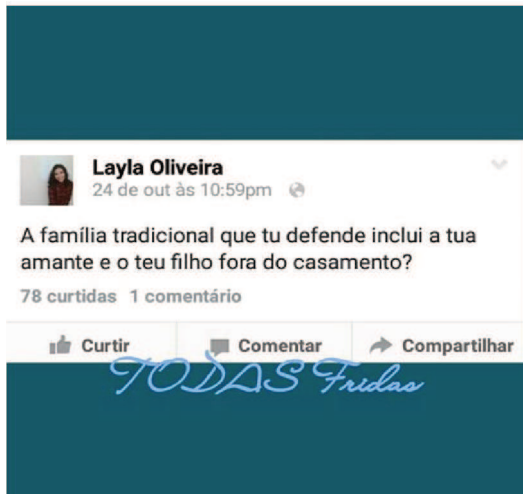 Layla Oliveira
24 de out às 10:59pm
A família tradicional que tu defende inclui a tua
amante e o teu filho fora do casamento?
78 curtidas 1 comentário
Curtir Comentar Compartilhar
TODAS Fridas